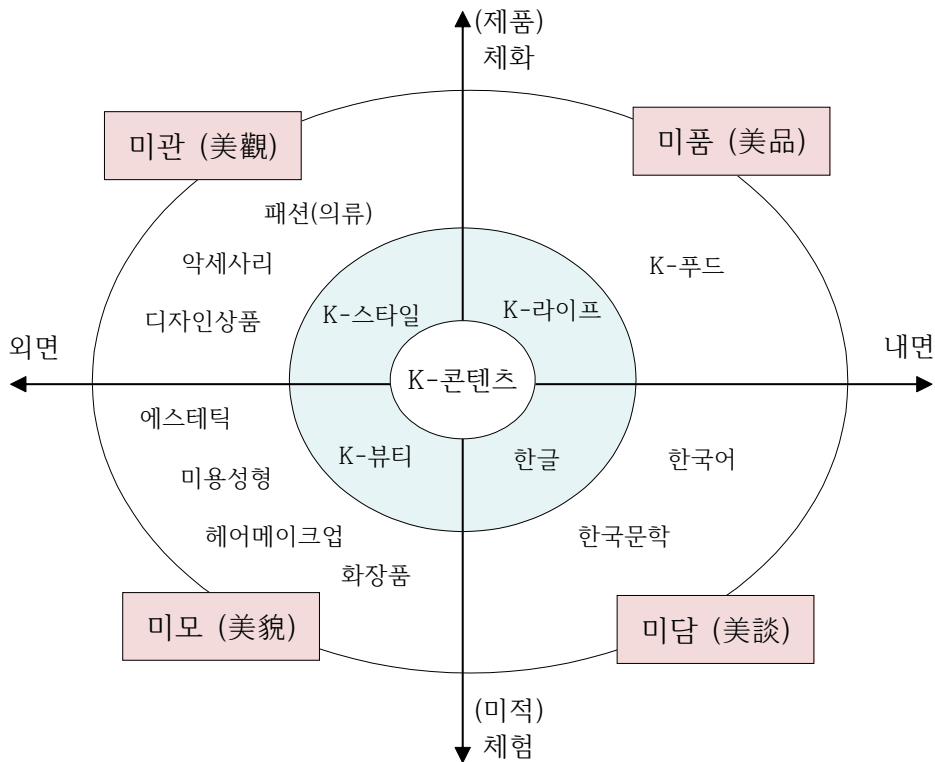 (제품)
체화
미관 (美觀)
미품 (美品)
패션(의류)
악세사리
K-푸드
디자인상품
K-스타일
K-라이프
외면
내면
K-콘텐츠
에스테틱
K-뷰티
한글
한국어
미용성형
헤어메이크업
한국문학
화장품
미모 (美貌)
미담 (美談)
(미적)
체험